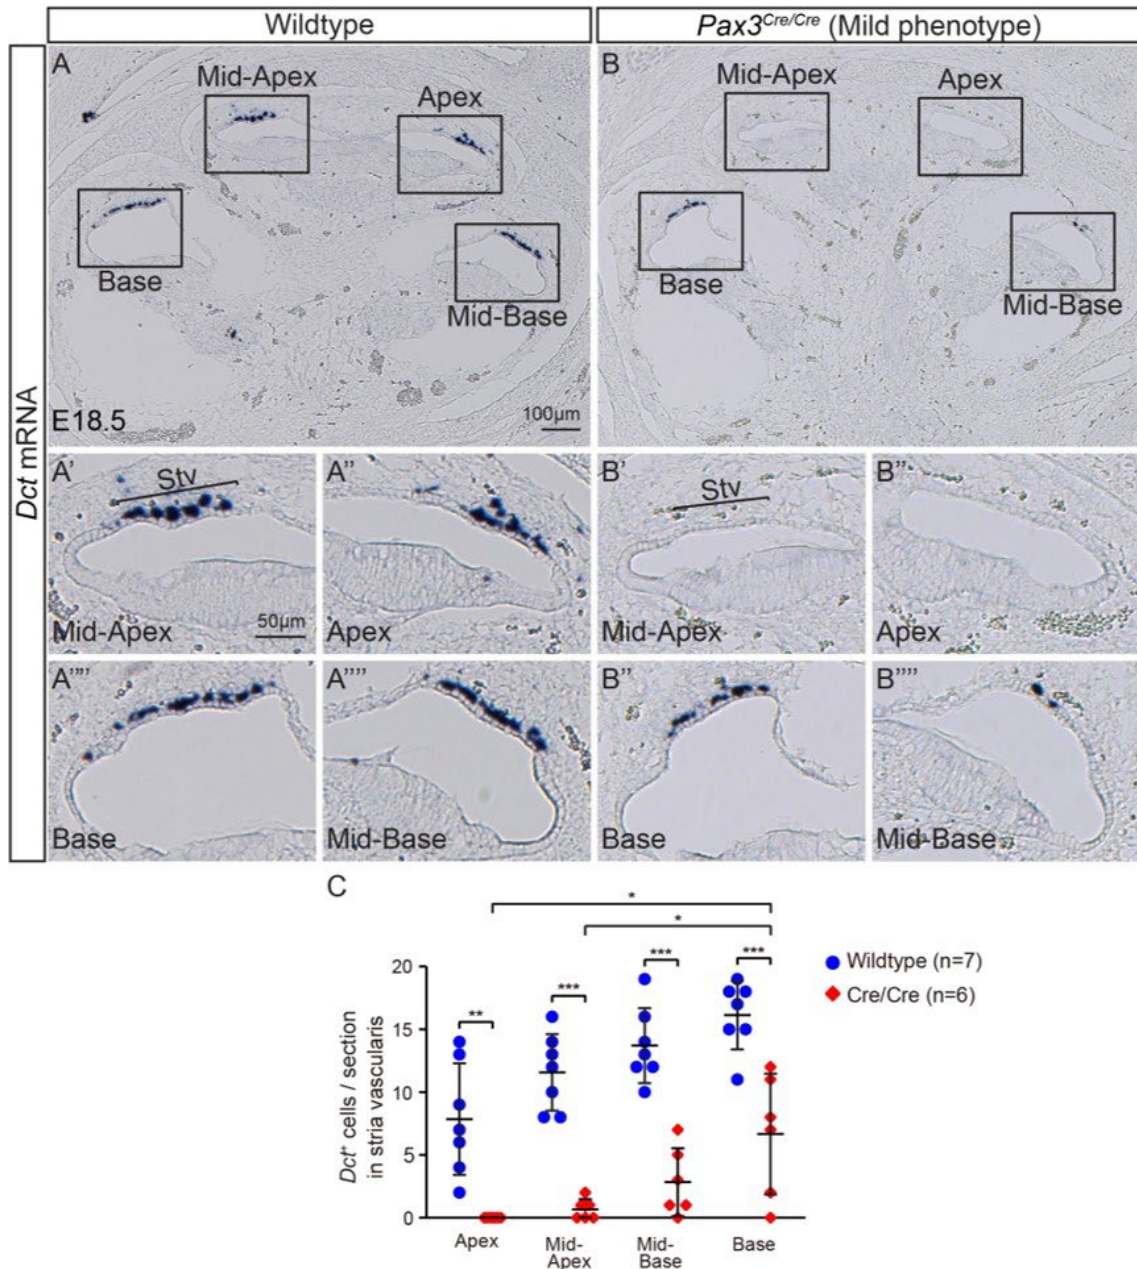 Wildtype
Pax3Cre/Cre (Mild phenotype)
Dct mRNA
A
Mid-Apex
Apex
Base
Mid-Base
E18.5
100µm
B
Mid-Apex
Apex
Base
Mid-Base
A'
Stv
Mid-Apex
50µm
A''
Apex
B'
Stv
Mid-Apex
B''
Apex
A''''
Base
A''''
Mid-Base
B''
Base
B''''
Mid-Base
C
*
*
** *** *** ***
Wildtype (n=7)
Cre/Cre (n=6)
Dct+ cells / section
in stria vascularis
20
15
10
5
0
Apex
Mid-
Apex
Mid-
Base
Base